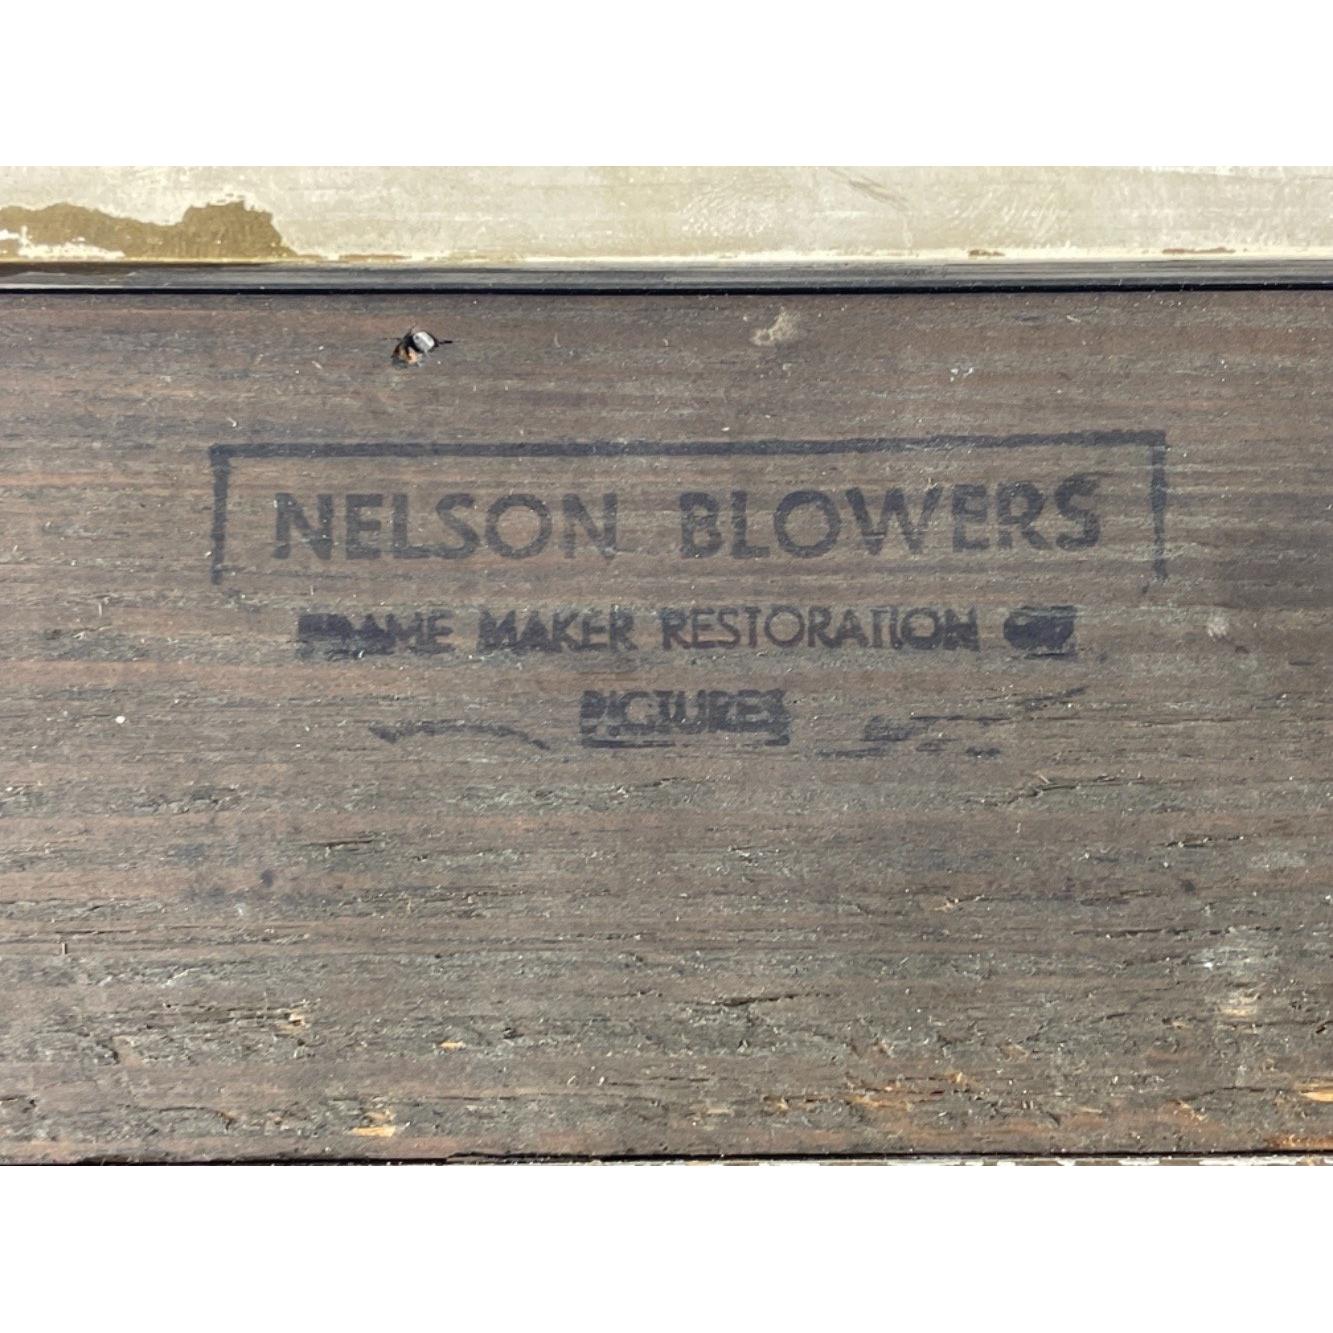 NELSON BLOWERS
FRAME MAKER RESTORATION OF
PICTURES